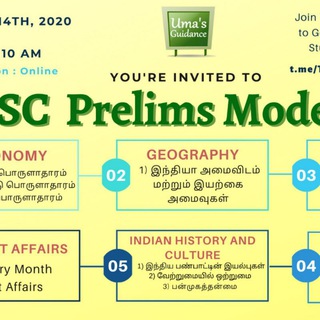 14TH, 2020
10 AM
on : Online
Uma's
Guidance
Join
to G
Stu
t.me/T
YOU'RE INVITED TO
SC Prelims Mode
NOMY
பொருளாதாரம்
டு பொருளாதாரம்
பொருளாதாரம்
02
GEOGRAPHY
1) இந்தியா அமைவிடம்
மற்றும் இயற்கை
அமைவுகள்
03
T AFFAIRS
ry Month
t Affairs
05
INDIAN HISTORY AND
CULTURE
1) இந்திய பண்பாட்டின் இயல்புகள்
2) வேற்றுமையில் ஒற்றுமை
3) பன்முகத்தன்மை
04